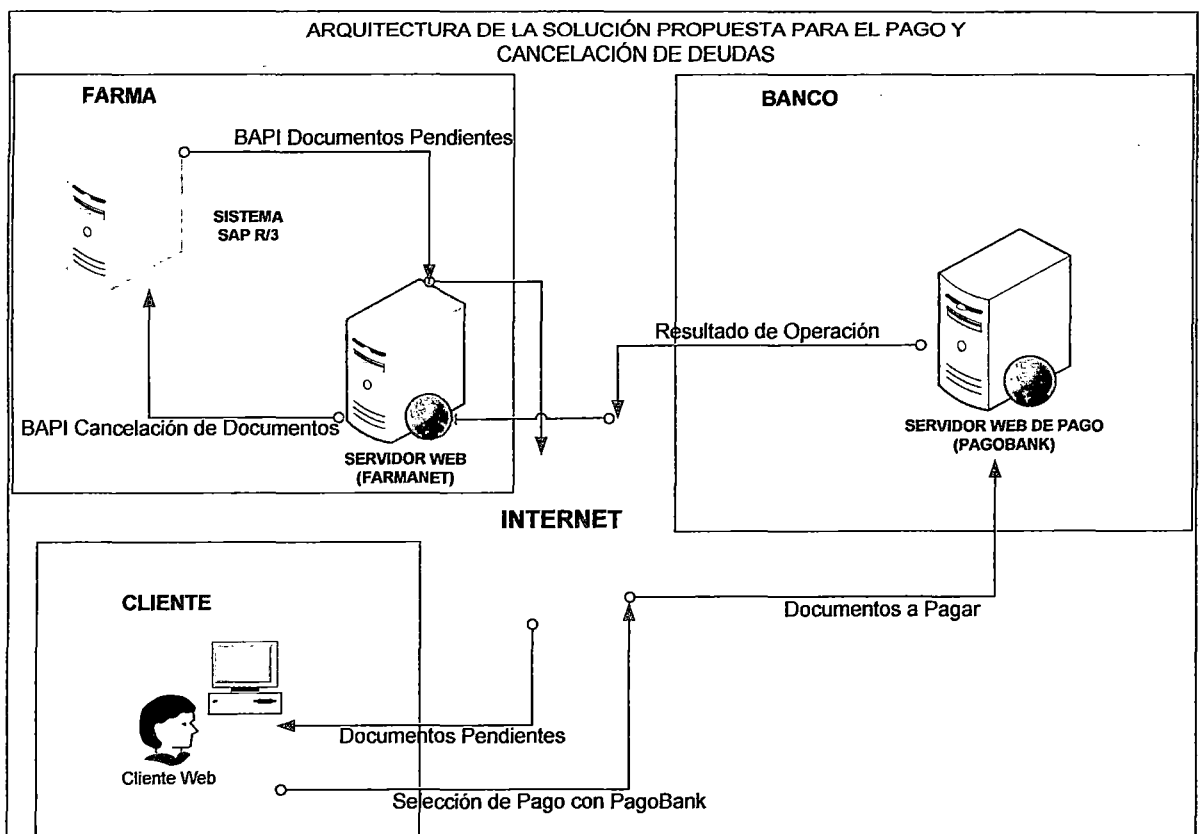 ARQUITECTURA DE LA SOLUCIÓN PROPUESTA PARA EL PAGO Y
CANCELACIÓN DE DEUDAS
FARMA
BANCO
BAPI Documentos Pendientes
SISTEMA
SAP R/3
Resultado de Operación
BAPI Cancelación de Documentos
SERVIDOR WEB
(FARMANET)
SERVIDOR WEB DE PAGO
(PAGOBANK)
INTERNET
CLIENTE
Documentos a Pagar
Documentos Pendientes
Cliente Web
Selección de Pago con PagoBank